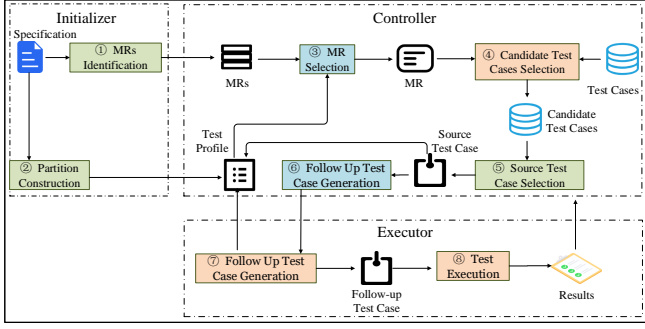 Initializer
Specification
① MRs
Identification
② Partition
Construction
Controller
MRs
③ MR
Selection
MR
④ Candidate Test
Cases Selection
Test Cases
Candidate
Test Cases
Test
Profile
Source
Test Case
⑥ Follow Up Test
Case Generation
⑤ Source Test
Case Selection
Executor
⑦ Follow Up Test
Case Generation
Follow-up
Test Case
⑧ Test
Execution
Results